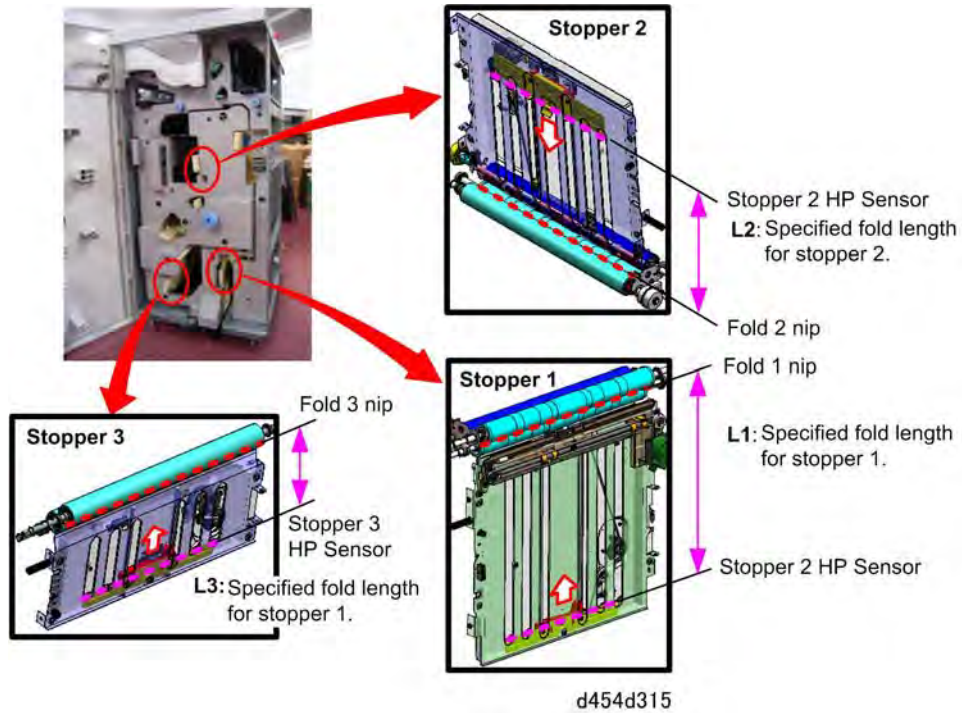 Stopper 2
Stopper 2 HP Sensor
L2: Specified fold length
for stopper 2.
Fold 2 nip
Stopper 1
Fold 1 nip
L1: Specified fold length
for stopper 1.
Stopper 2 HP Sensor
Fold 3 nip
Stopper 3
Stopper 3
HP Sensor
L3: Specified fold length
for stopper 1.
d454d315